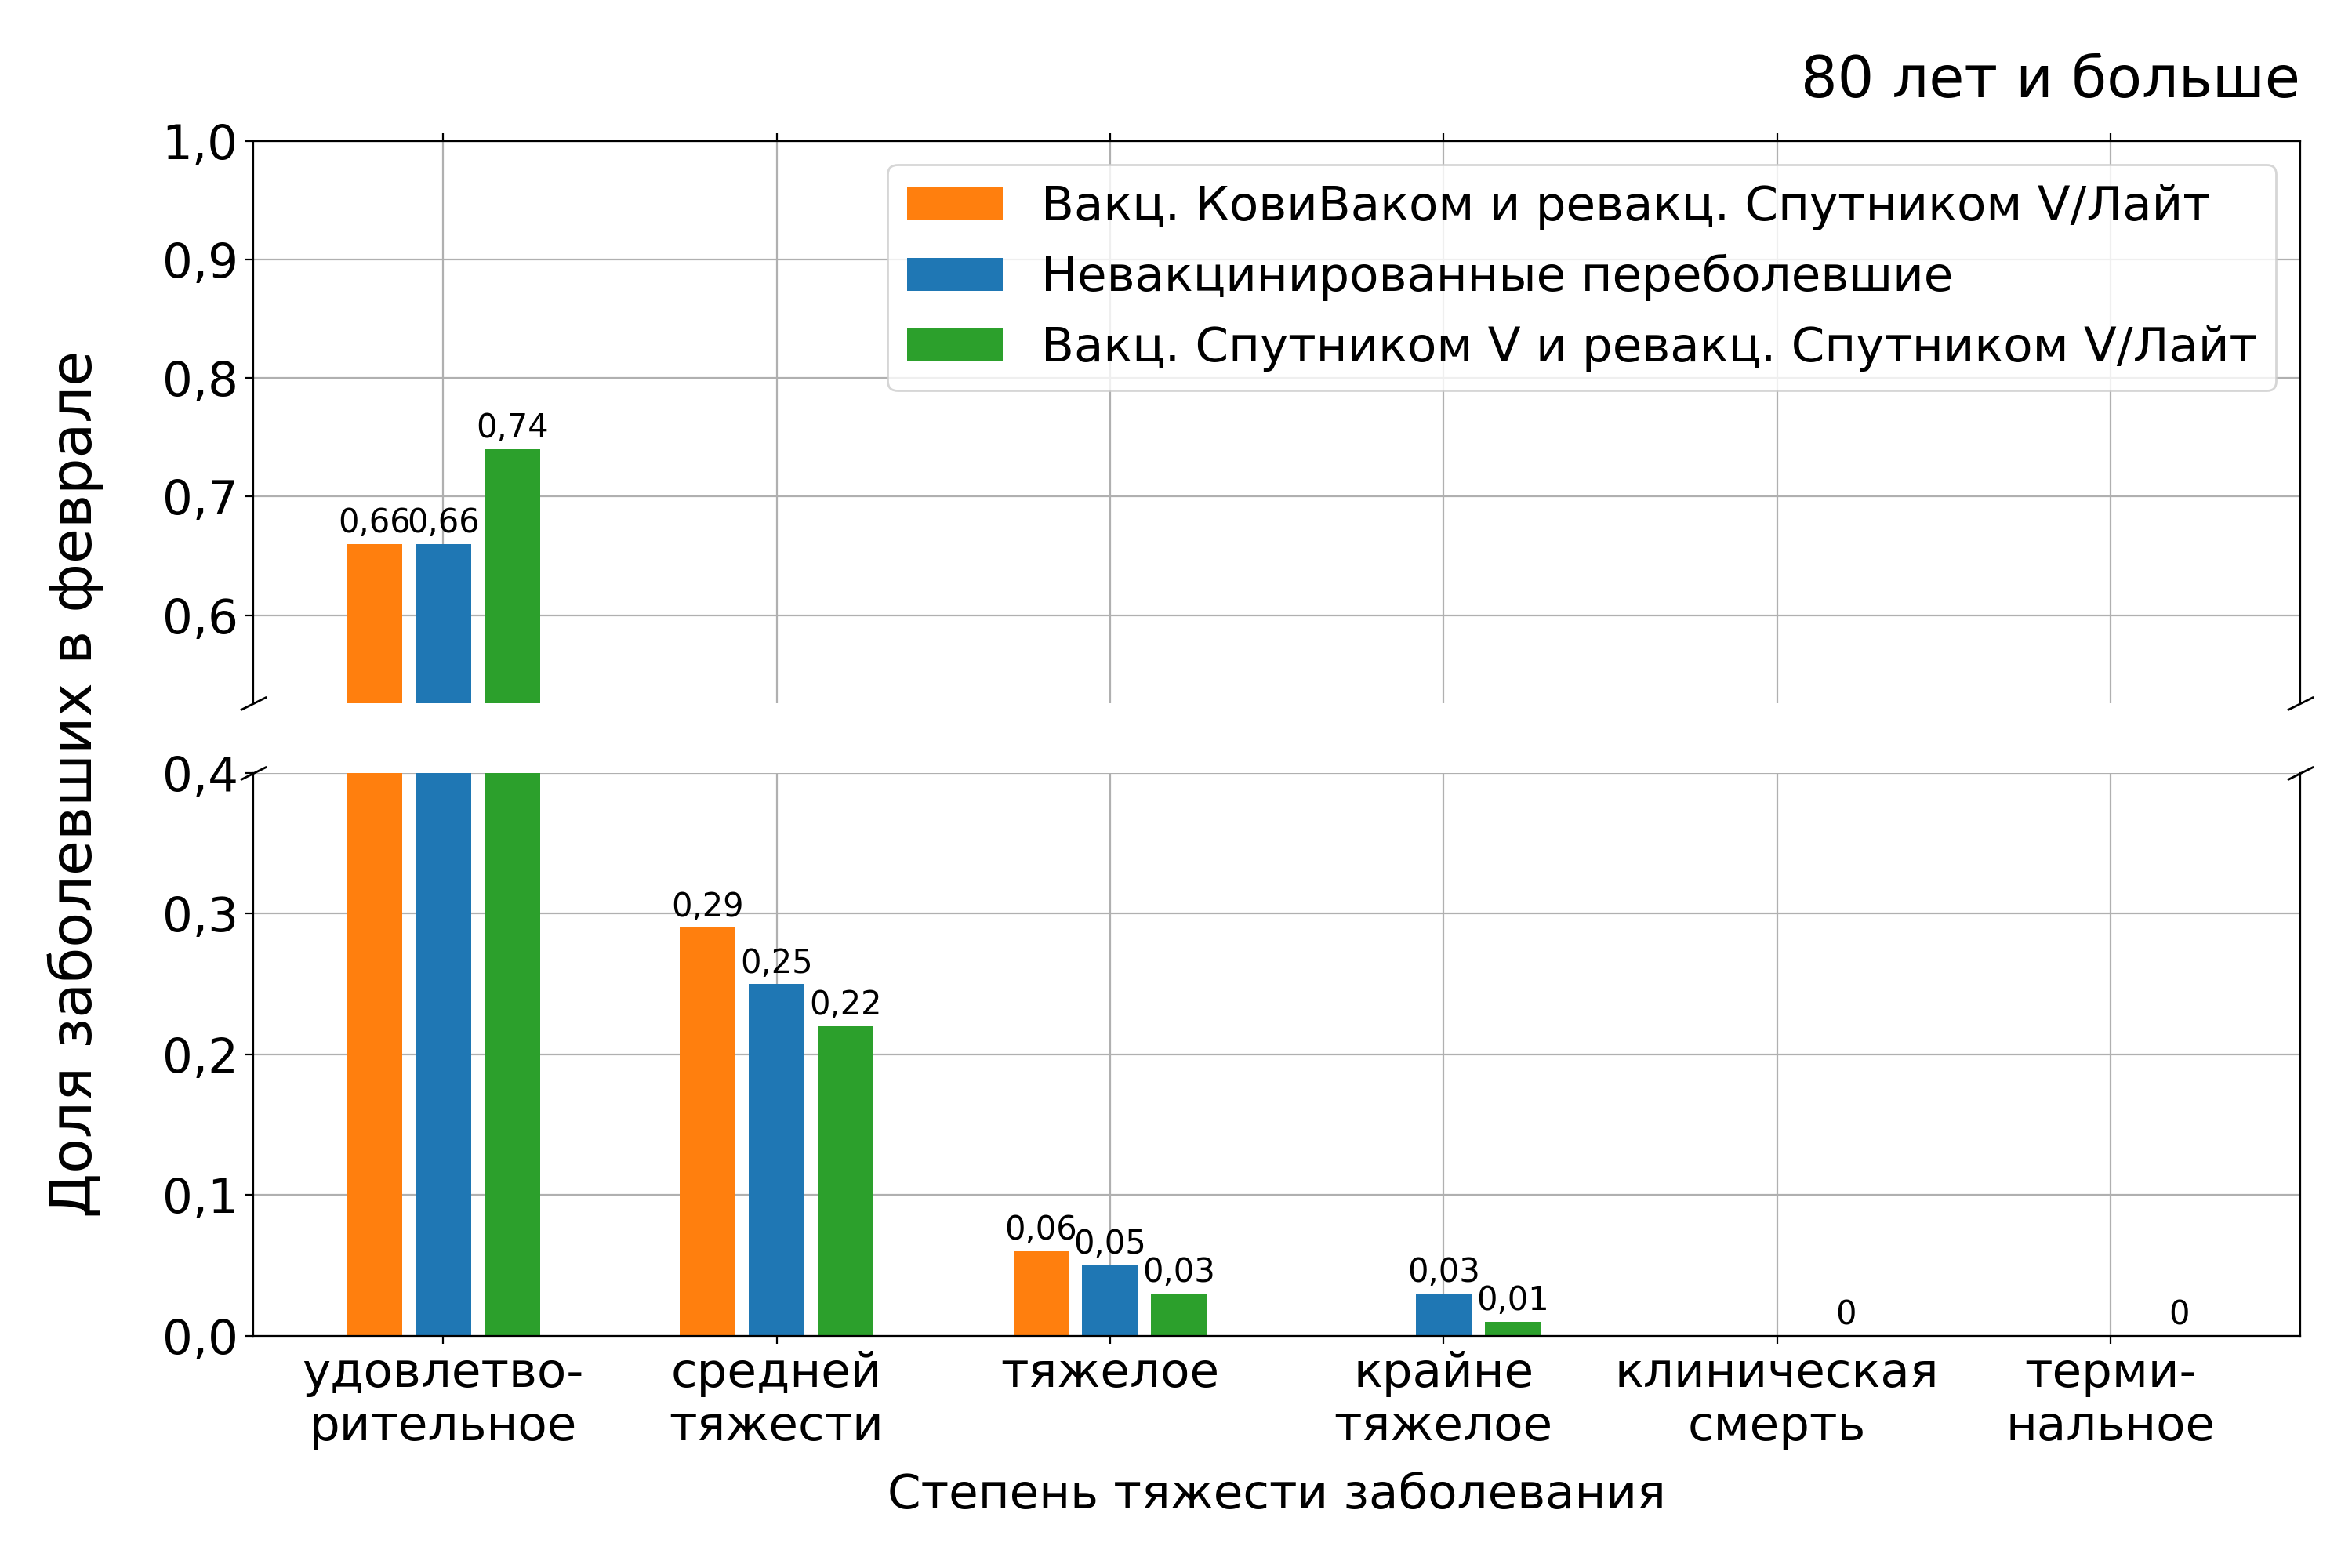 80 лет и больше
Доля заболевших в феврале
1,0
0,9
0,8
0,7
0,6
0,4
0,3
0,2
0,1
0,0
Вакц. КовиВаком и ревакц. Спутником V/Лайт
Невакцинированные переболевшие
Вакц. Спутником V и ревакц. Спутником V/Лайт
0,66 0,66 0,74
0,29 0,25 0,22
0,06 0,05 0,03
0,03 0,01
0
0
удовлетво-
рительное
средней
тяжести
тяжелое
крайне
тяжелое
клиническая
смерть
терми-
нальное
Степень тяжести заболевания